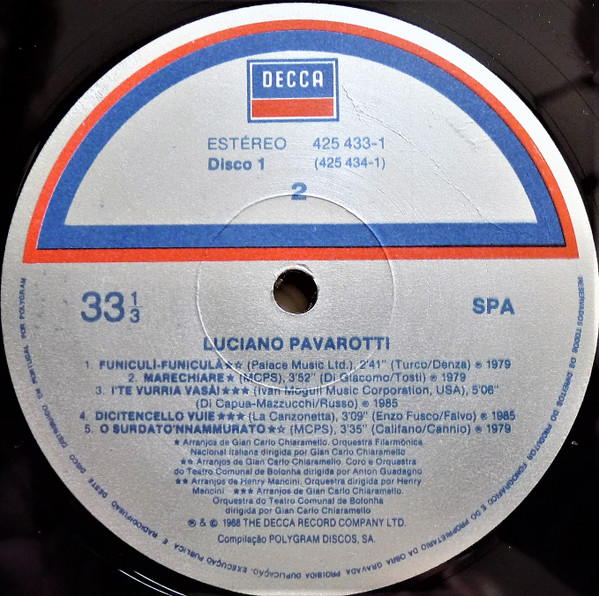 DECCA
ESTÉREO 425 433-1
Disco 1 (425 434-1)
2
33 1/3
SPA
LUCIANO PAVAROTTI
1. FUNICULÌ-FUNICULÀ★☆ (Palace Music Ltd.), 2'41" (Turco/Denza) ℗ 1979
2. MARECHIARE★ (MCPS), 3'52" (Di Giacomo/Tosti) ℗ 1979
3. I'TE VURRIA VASÀ!★☆ (Ivan Mogull Music Corporation, USA), 5'06"
(Di Capua-Mazzucchi/Russo) ℗ 1985
4. DICITENCELLO VUIE★☆ (La Canzonetta), 3'09" (Enzo Fusco/Falvo) ℗ 1985
5. O SURDATO'NNAMMURATO★☆ (MCPS), 3'35" (Califano/Cannio) ℗ 1979
★ Arranjos de Gian Carlo Chiaramello. Orquestra Filarmónica
Nacional Italiana dirigida por Gian Carlo Chiaramello
★☆ Arranjos de Gian Carlo Chiaramello. Coro e Orquestra
do Teatro Comunal de Bolonha dirigida por Anton Guadagno
★★ Arranjos de Henry Mancini. Orquestra dirigida por Henry
Mancini ★★★ Arranjos de Gian Carlo Chiaramello.
Orquestra do Teatro Comunal de Bolonha
dirigida por Gian Carlo Chiaramello
℗ & © 1988 THE DECCA RECORD COMPANY LTD.
Compilação POLYGRAM DISCOS, SA.
RESERVADOS TODOS OS DIREITOS DO PRODUTOR FONOGRÁFICO E DO PROPRIETÁRIO DA OBRA GRAVADA. PROIBIDA DUPLICAÇÃO, EXECUÇÃO PÚBLICA E RADIODIFUSÃO DESTE DISCO. DISTRIBUÍDO EM PORTUGAL POR POLYGRAM